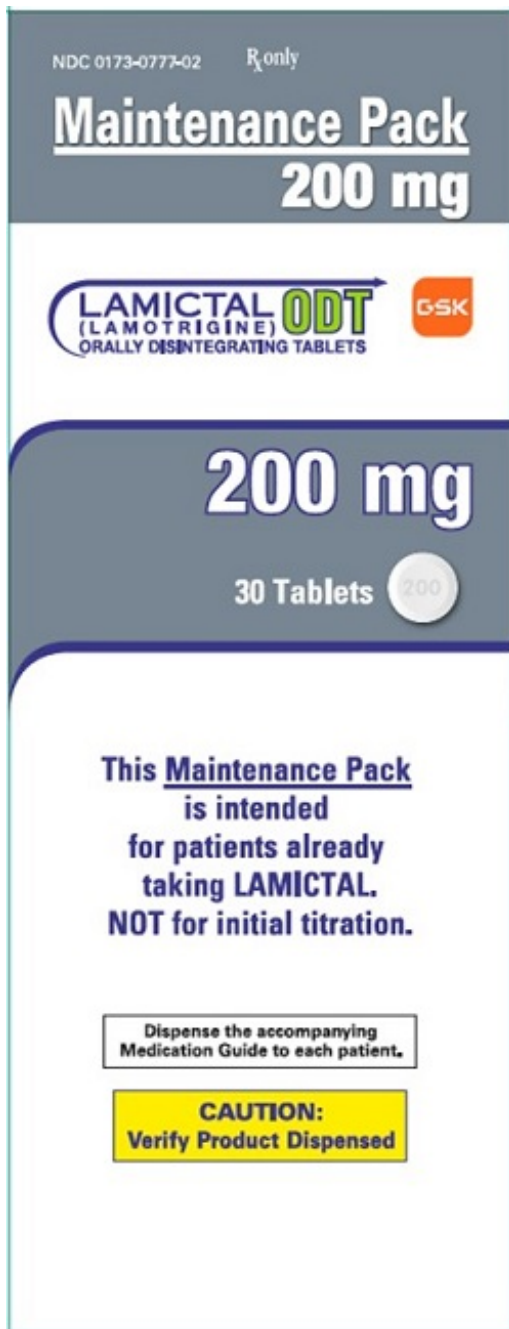 NDC 0173-0777-02 Rx only
Maintenance Pack
200 mg
LAMICTAL ODT
(LAMOTRIGINE)
ORALLY DISINTEGRATING TABLETS
GSK
200 mg
30 Tablets 200
This Maintenance Pack
is intended
for patients already
taking LAMICTAL.
NOT for initial titration.
Dispense the accompanying
Medication Guide to each patient.
CAUTION:
Verify Product Dispensed